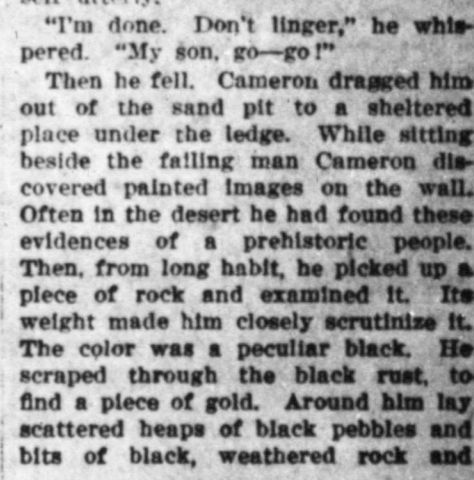 "I'm done. Don't linger," he whis-
pered. "My son, go—go!"
Then he fell. Cameron dragged him
out of the sand pit to a sheltered
place under the ledge. While sitting
beside the failing man Cameron dis-
covered painted images on the wall.
Often in the desert he had found these
evidences of a prehistoric people.
Then, from long habit, he picked up a
piece of rock and examined it. Its
weight made him closely scrutinize it.
The color was a peculiar black. He
scraped through the black rust, to
find a piece of gold. Around him lay
scattered heaps of black pebbles and
bits of black, weathered rock and